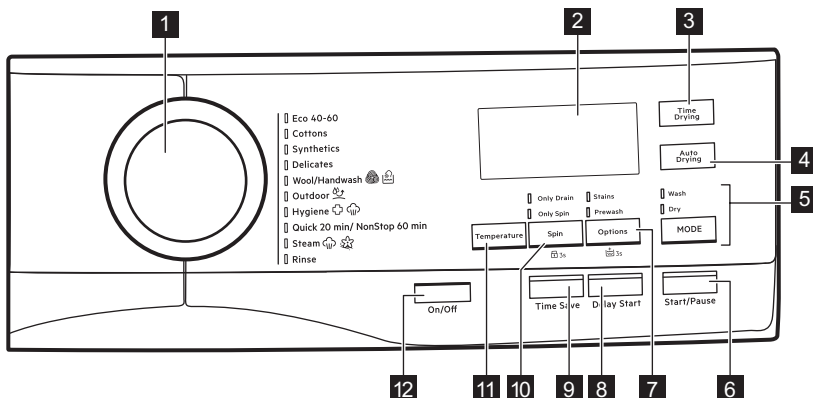 1
2
3
Time
Drying
Auto
Drying
4
5
Eco 40-60
Cottons
Synthetics
Delicates
Wool/Handwash
Outdoor
Hygiene
Quick 20 min/ NonStop 60 min
Steam
Rinse
Only Drain
Only Spin
Stains
Prewash
Wash
Dry
Temperature
Spin
Options
MODE
3s
3s
On/Off
Time Save
Delay Start
Start/Pause
12
11
10
9
8
7
6